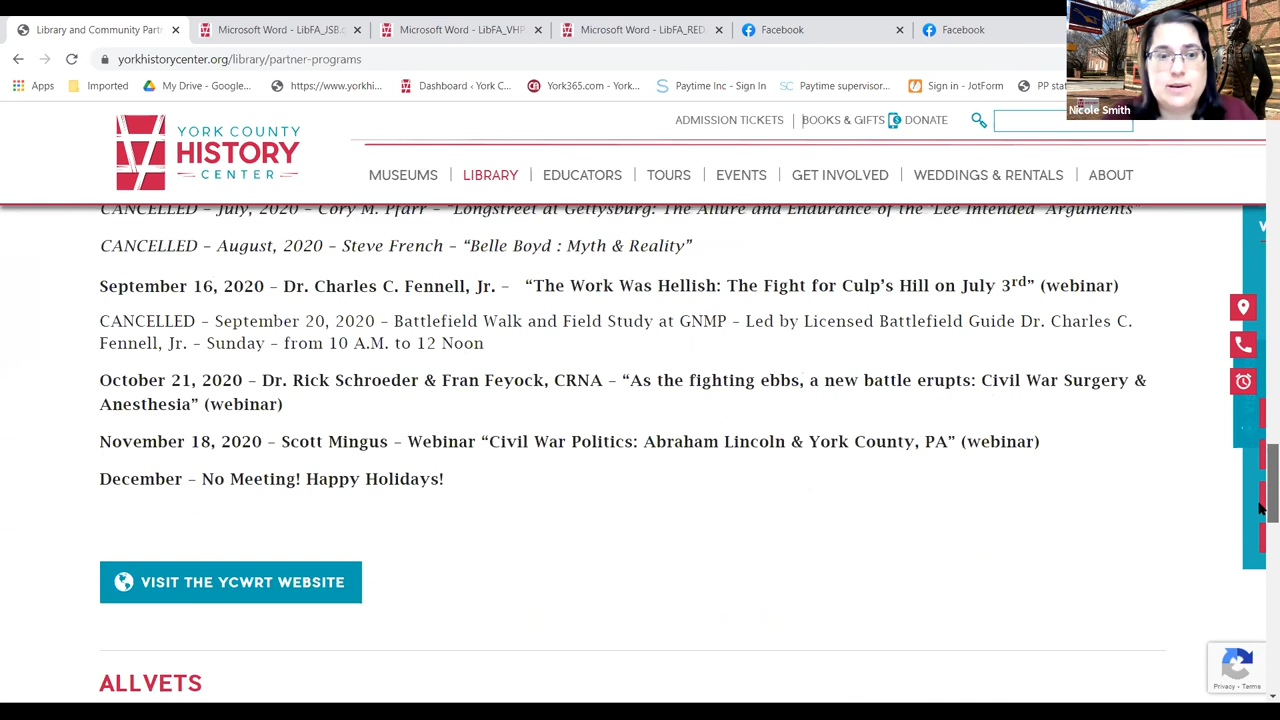 Library and Community Part
Microsoft Word - LibFA_JSB.c
Microsoft Word - LibFA_VHP
Microsoft Word - LibFA_RED
Facebook
Facebook
yorkhistorycenter.org/library/partner-programs
Apps
Imported
My Drive - Google...
https://www.yorkhi...
Dashboard ‹ York C...
York365.com - York...
Paytime Inc - Sign In
Paytime supervisor...
Sign in - JotForm
PP sta
Nicole Smith
YORK COUNTY
HISTORY
CENTER
ADMISSION TICKETS
BOOKS & GIFTS
DONATE
MUSEUMS
LIBRARY
EDUCATORS
TOURS
EVENTS
GET INVOLVED
WEDDINGS & RENTALS
ABOUT
CANCELLED – July, 2020 – Cory M. Pfarr – “Longstreet at Gettysburg: The Allure and Endurance of the ‘Lee Intended’ Arguments”
CANCELLED – August, 2020 – Steve French – “Belle Boyd : Myth & Reality”
September 16, 2020 – Dr. Charles C. Fennell, Jr. – “The Work Was Hellish: The Fight for Culp’s Hill on July 3rd” (webinar)
CANCELLED – September 20, 2020 – Battlefield Walk and Field Study at GNMP – Led by Licensed Battlefield Guide Dr. Charles C.
Fennell, Jr. – Sunday – from 10 A.M. to 12 Noon
October 21, 2020 – Dr. Rick Schroeder & Fran Feyock, CRNA – “As the fighting ebbs, a new battle erupts: Civil War Surgery &
Anesthesia” (webinar)
November 18, 2020 – Scott Mingus – Webinar “Civil War Politics: Abraham Lincoln & York County, PA” (webinar)
December – No Meeting! Happy Holidays!
VISIT THE YCWRT WEBSITE
ALLVETS
Privacy - Terms